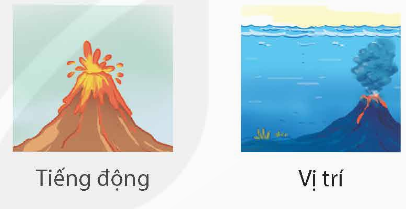 Tiếng động
Vị trí